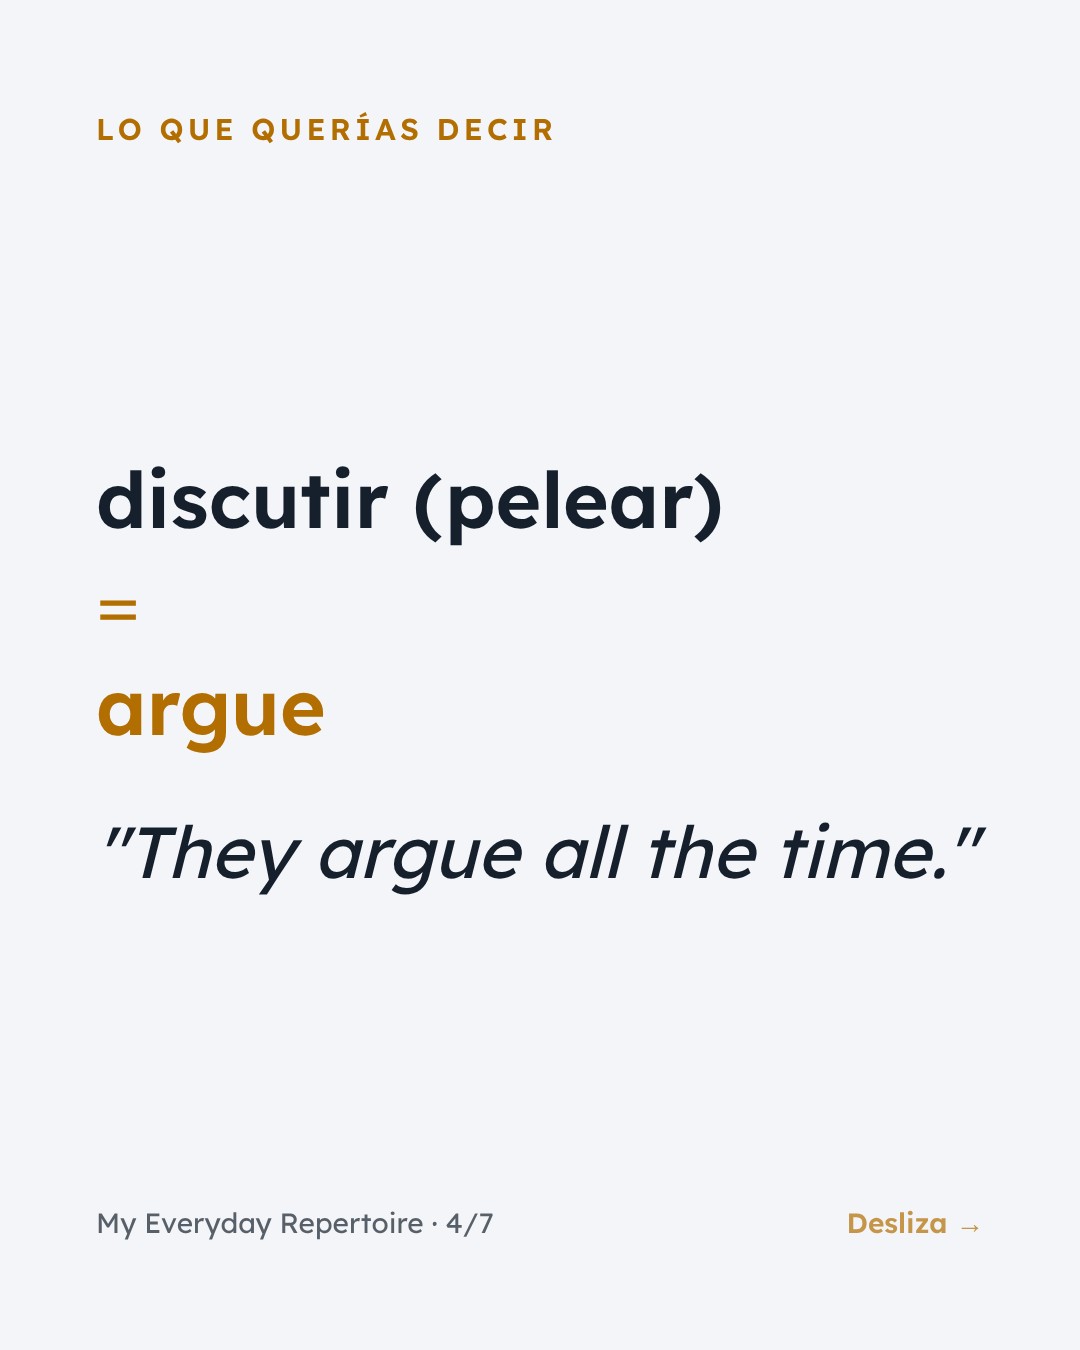 LO QUE QUERÍAS DECIR
discutir (pelear)
=
argue
"They argue all the time."
My Everyday Repertoire · 4/7
Desliza →